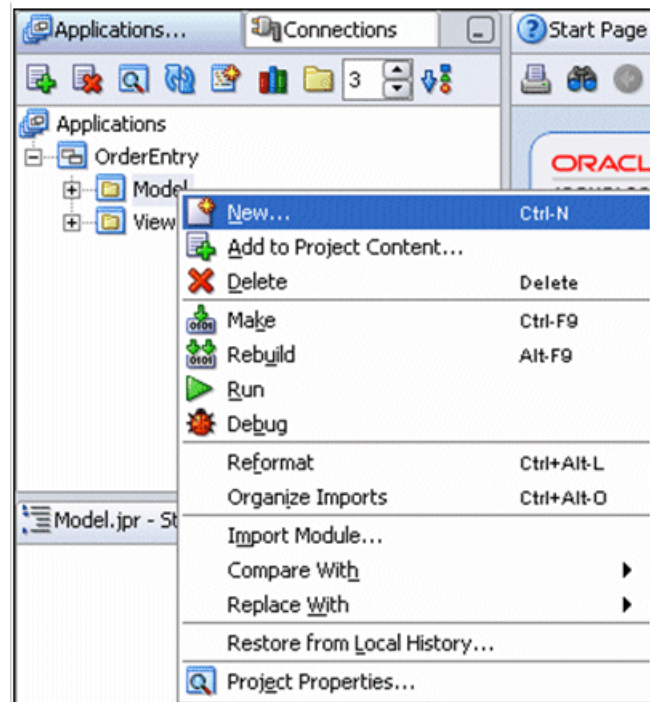 Applications... Connections Start Page
3
Applications
OrderEntry
Model
View
ORACL
New... Ctrl-N
Add to Project Content...
Delete Delete
Make Ctrl-F9
Rebuild Alt-F9
Run
Debug
Reformat Ctrl+Alt-L
Organize Imports Ctrl+Alt-O
Import Module...
Compare With
Replace With
Restore from Local History...
Project Properties...
Model.jpr - St